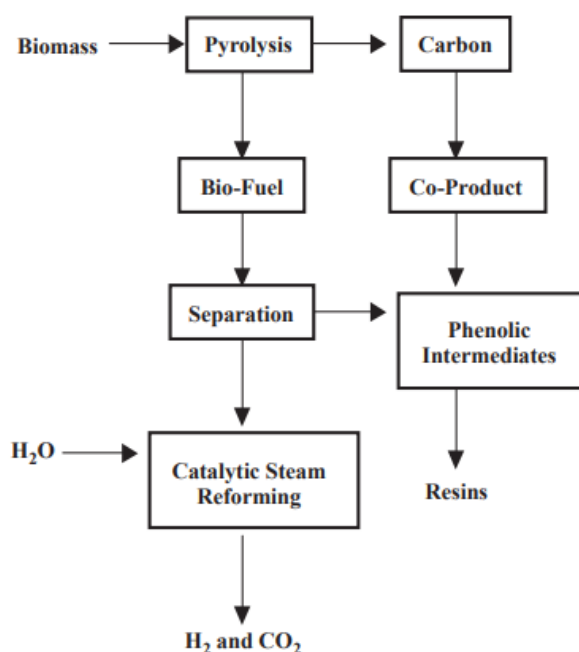 Biomass
Pyrolysis
Carbon
Bio-Fuel
Co-Product
Separation
Phenolic
Intermediates
H₂O
Catalytic Steam
Reforming
Resins
H₂ and CO₂